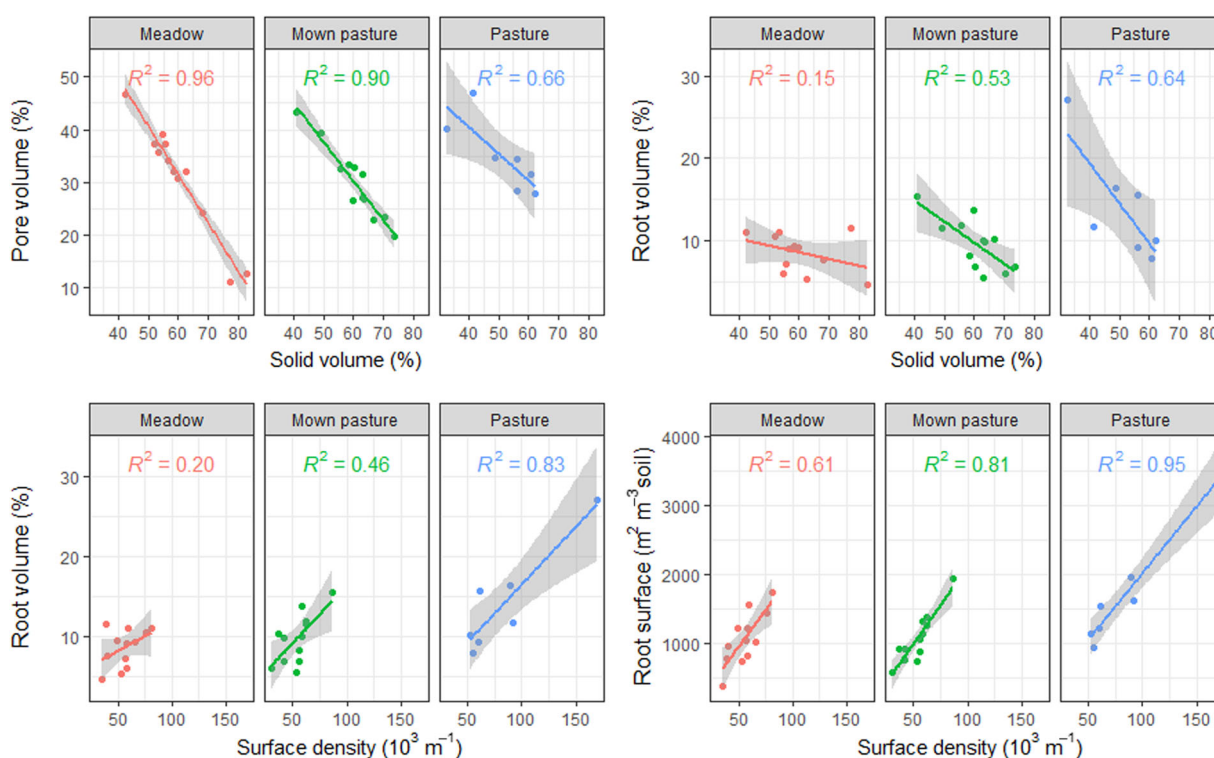 Meadow Mown pasture Pasture
R² = 0.96 R² = 0.90 R² = 0.66
Pore volume (%)
50
40
30
20
10
40 50 60 70 80 40 50 60 70 80 40 50 60 70 80
Solid volume (%)
Meadow Mown pasture Pasture
R² = 0.15 R² = 0.53 R² = 0.64
Root volume (%)
30
20
10
40 50 60 70 80 40 50 60 70 80 40 50 60 70 80
Solid volume (%)
Meadow Mown pasture Pasture
R² = 0.20 R² = 0.46 R² = 0.83
Root volume (%)
30
20
10
50 100 150 50 100 150 50 100 150
Surface density (10³ m⁻¹)
Meadow Mown pasture Pasture
R² = 0.61 R² = 0.81 R² = 0.95
Root surface (m² m⁻³soil)
4000
3000
2000
1000
0
50 100 150 50 100 150 50 100 150
Surface density (10³ m⁻¹)